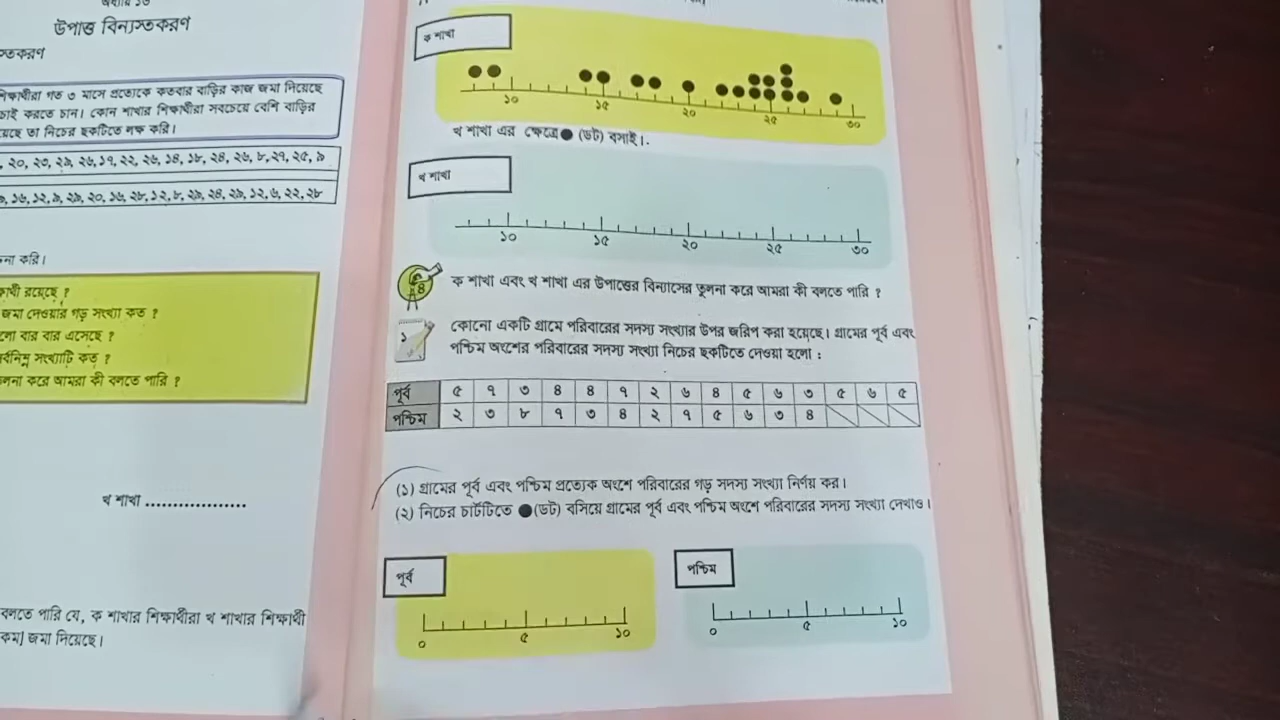 অধ্যায় ১৩
উপাত্ত বিন্যস্তকরণ
শিক্ষার্থীরা গত ৩ মাসে প্রত্যেকে কতবার বাড়ির কাজ জমা দিয়েছে
চাই করতে চান। কোন শাখার শিক্ষার্থীরা সবচেয়ে বেশি বাড়ির
য়েছে তা নিচের ছকটিতে লক্ষ করি।
, ২০, ২৩, ২৯, ২৬, ১৭, ২২, ২৬, ১৪, ১৮, ২৪, ২৬, ৮, ২৭, ২৫, ৯
১৬, ১২, ৯, ২৯, ২০, ১৬, ২৮, ১২, ৮, ২৯, ২৪, ২৯, ১২, ৬, ২২, ২৮
না করি।
রয়েছে ?
জমা দেওয়ার গড় সংখ্যা কত ?
লো বার বার এসেছে ?
র্বনিম্ন সংখ্যাটি কত ?
লনা করে আমরা কী বলতে পারি ?
খ শাখা ..................
বলতে পারি যে, ক শাখার শিক্ষার্থীরা খ শাখার শিক্ষার্থী
কম] জমা দিয়েছে।
ক শাখা
১০ ১৫ ২০ ২৫ ৩০
খ শাখা এর ক্ষেত্রে ● (ডট) বসাই।
খ শাখা
১০ ১৫ ২০ ২৫ ৩০
৪ ক শাখা এবং খ শাখা এর উপাত্তের বিন্যাসের তুলনা করে আমরা কী বলতে পারি ?
১ কোনো একটি গ্রামে পরিবারের সদস্য সংখ্যার উপর জরিপ করা হয়েছে। গ্রামের পূর্ব এবং
পশ্চিম অংশের পরিবারের সদস্য সংখ্যা নিচের ছকটিতে দেওয়া হলো :
পূর্ব ৫ ৭ ৩ ৪ ৪ ৭ ২ ৬ ৪ ৫ ৬ ৩ ৫ ৬ ৫
পশ্চিম ২ ৩ ৮ ৭ ৩ ৪ ২ ৭ ৫ ৬ ৩ ৪
(১) গ্রামের পূর্ব এবং পশ্চিম প্রত্যেক অংশে পরিবারের গড় সদস্য সংখ্যা নির্ণয় কর।
(২) নিচের চার্টটিতে ●(ডট) বসিয়ে গ্রামের পূর্ব এবং পশ্চিম অংশে পরিবারের সদস্য সংখ্যা দেখাও।
পূর্ব
০ ৫ ১০
পশ্চিম
০ ৫ ১০